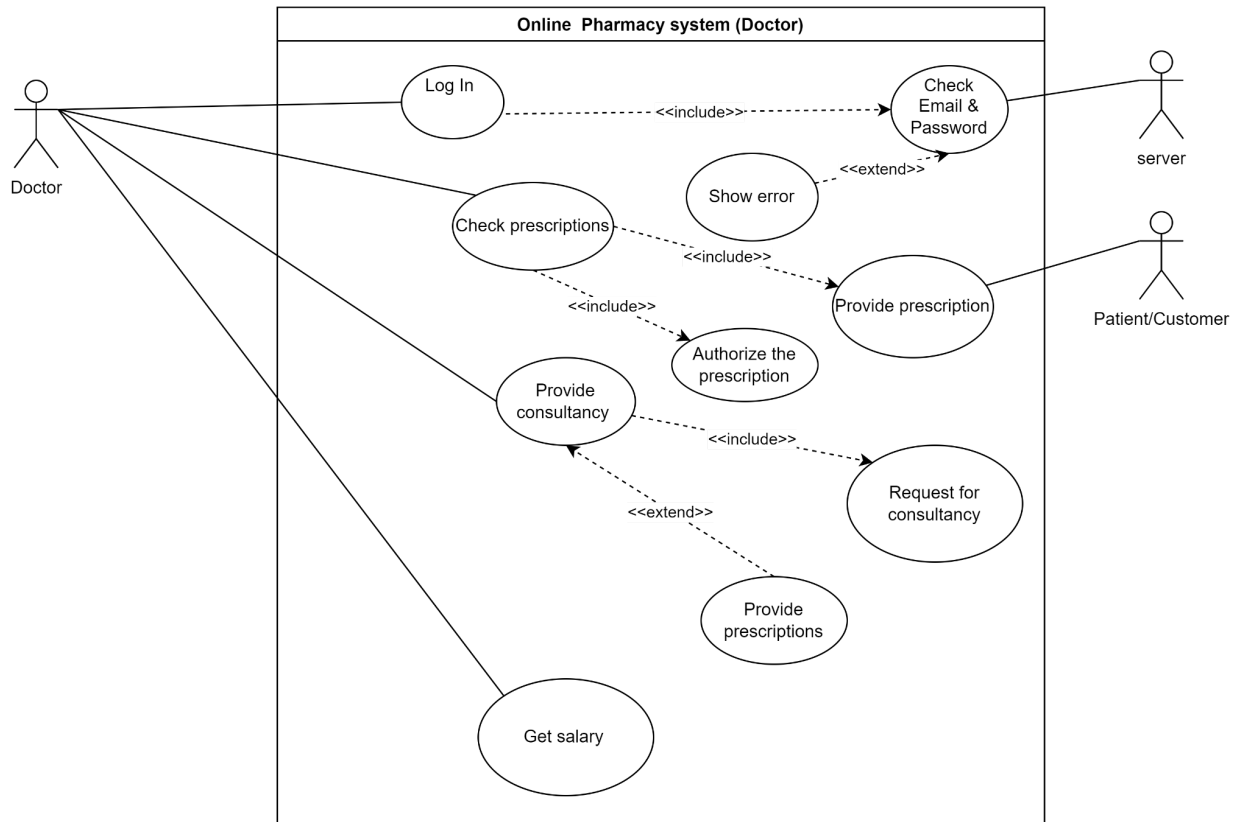 Online Pharmacy system (Doctor)
Log In
Check
Email &
Password
<<include>>
server
Doctor
<<extend>>
Show error
Check prescriptions
<<include>>
Provide prescription
Patient/Customer
<<include>>
Authorize the
prescription
Provide
consultancy
<<include>>
Request for
consultancy
<<extend>>
Provide
prescriptions
Get salary